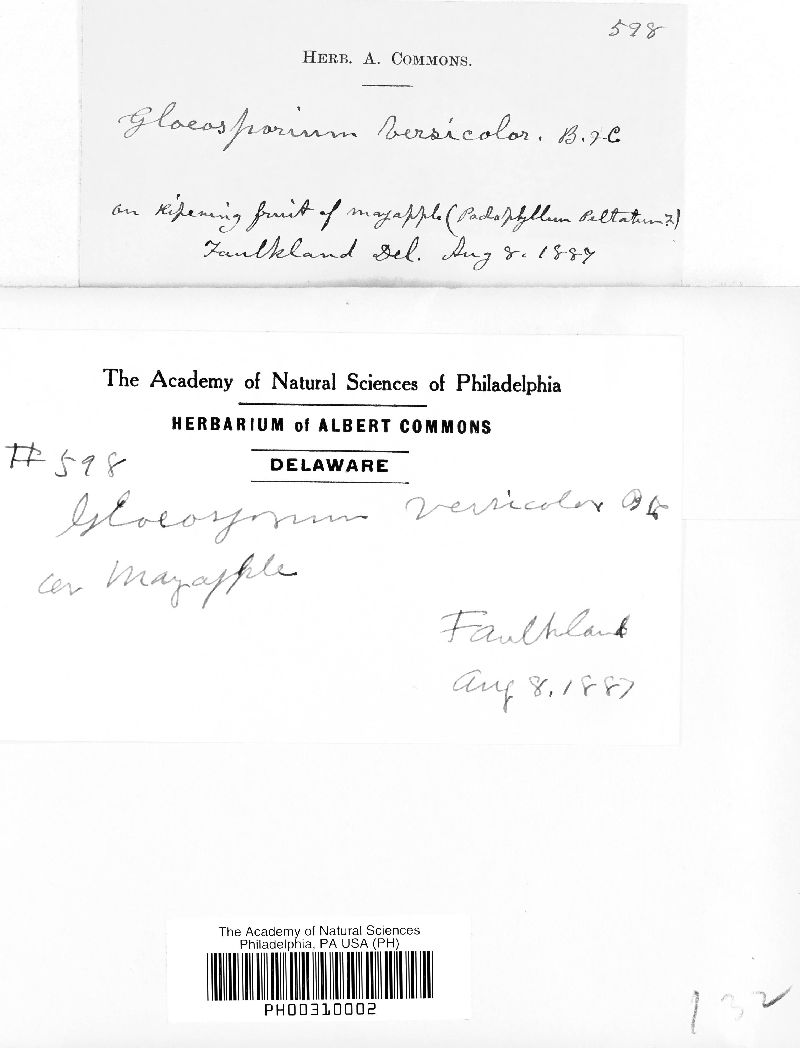 598
HERB. A. COMMONS.
Gloeosporium versicolor. B. & C
on ripening fruit of mayapple (Podophyllum Peltatum L)
Faulkland Del. Aug 8. 1887
The Academy of Natural Sciences of Philadelphia
HERBARIUM of ALBERT COMMONS
DELAWARE
# 598
Gloeosporium versicolor B &
on Mayapple
Faulkland
Aug 8, 1887
The Academy of Natural Sciences
Philadelphia, PA USA (PH)
PH00310002
132